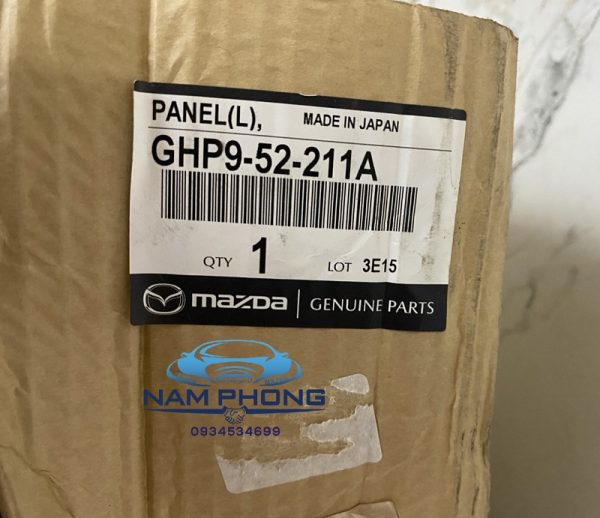 PANEL(L), MADE IN JAPAN
GHP9-52-211A
QTY 1 LOT 3E15
mazda GENUINE PARTS
NAM PHONG
0934534699